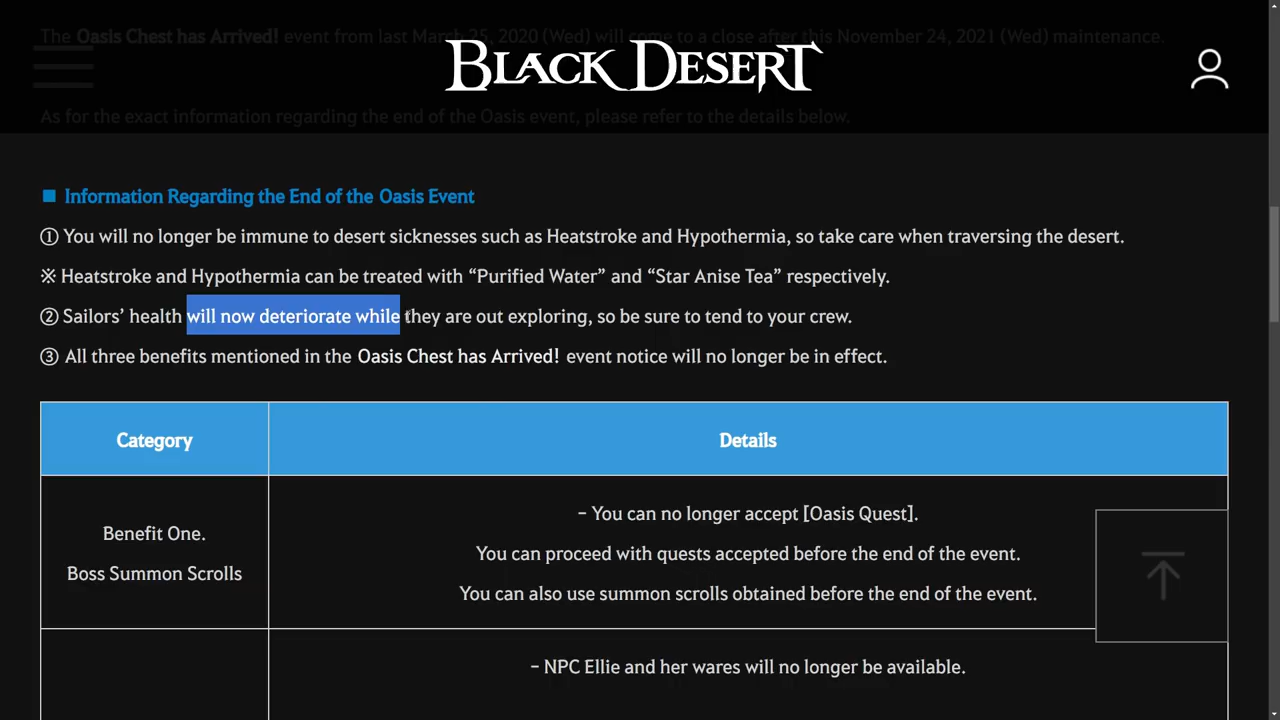 The Oasis Chest has Arrived! event from last March 25, 2020 (Wed) will come to a close after this November 24, 2021 (Wed) maintenance.
BLACK DESERT
As for the exact information regarding the end of the Oasis event, please refer to the details below.
■ Information Regarding the End of the Oasis Event
① You will no longer be immune to desert sicknesses such as Heatstroke and Hypothermia, so take care when traversing the desert.
※ Heatstroke and Hypothermia can be treated with “Purified Water” and “Star Anise Tea” respectively.
② Sailors’ health will now deteriorate while they are out exploring, so be sure to tend to your crew.
③ All three benefits mentioned in the Oasis Chest has Arrived! event notice will no longer be in effect.
Category
Details
Benefit One.
Boss Summon Scrolls
– You can no longer accept [Oasis Quest].
You can proceed with quests accepted before the end of the event.
You can also use summon scrolls obtained before the end of the event.
– NPC Ellie and her wares will no longer be available.